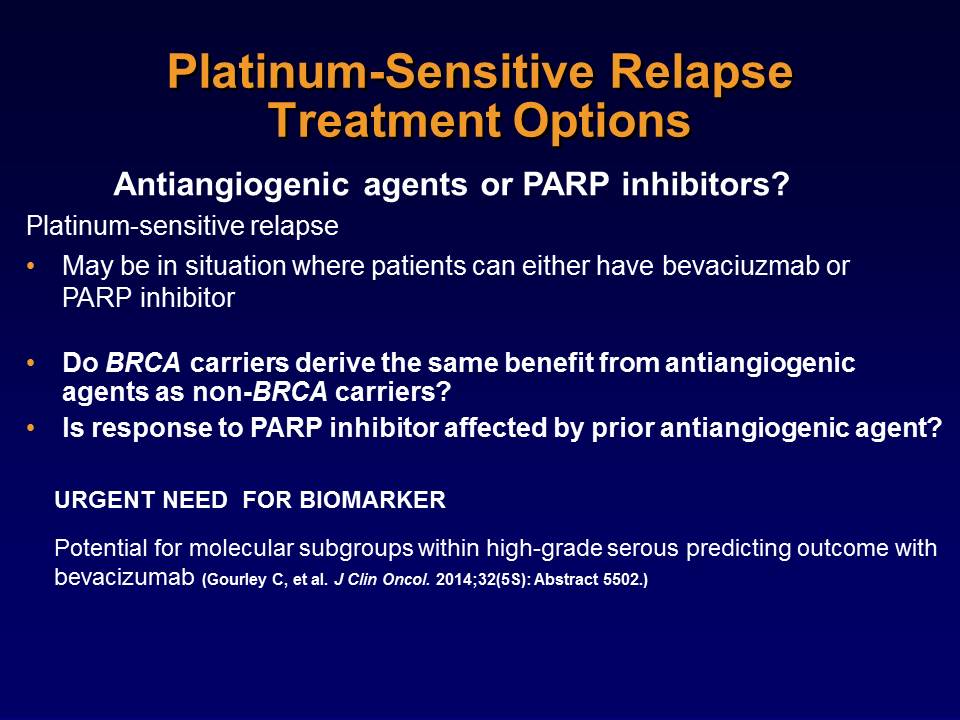 Platinum-Sensitive Relapse
Treatment Options
Antiangiogenic agents or PARP inhibitors?
Platinum-sensitive relapse
• May be in situation where patients can either have bevaciuzmab or
PARP inhibitor
• Do BRCA carriers derive the same benefit from antiangiogenic
agents as non-BRCA carriers?
• Is response to PARP inhibitor affected by prior antiangiogenic agent?
URGENT NEED FOR BIOMARKER
Potential for molecular subgroups within high-grade serous predicting outcome with
bevacizumab (Gourley C, et al. J Clin Oncol. 2014;32(5S): Abstract 5502.)